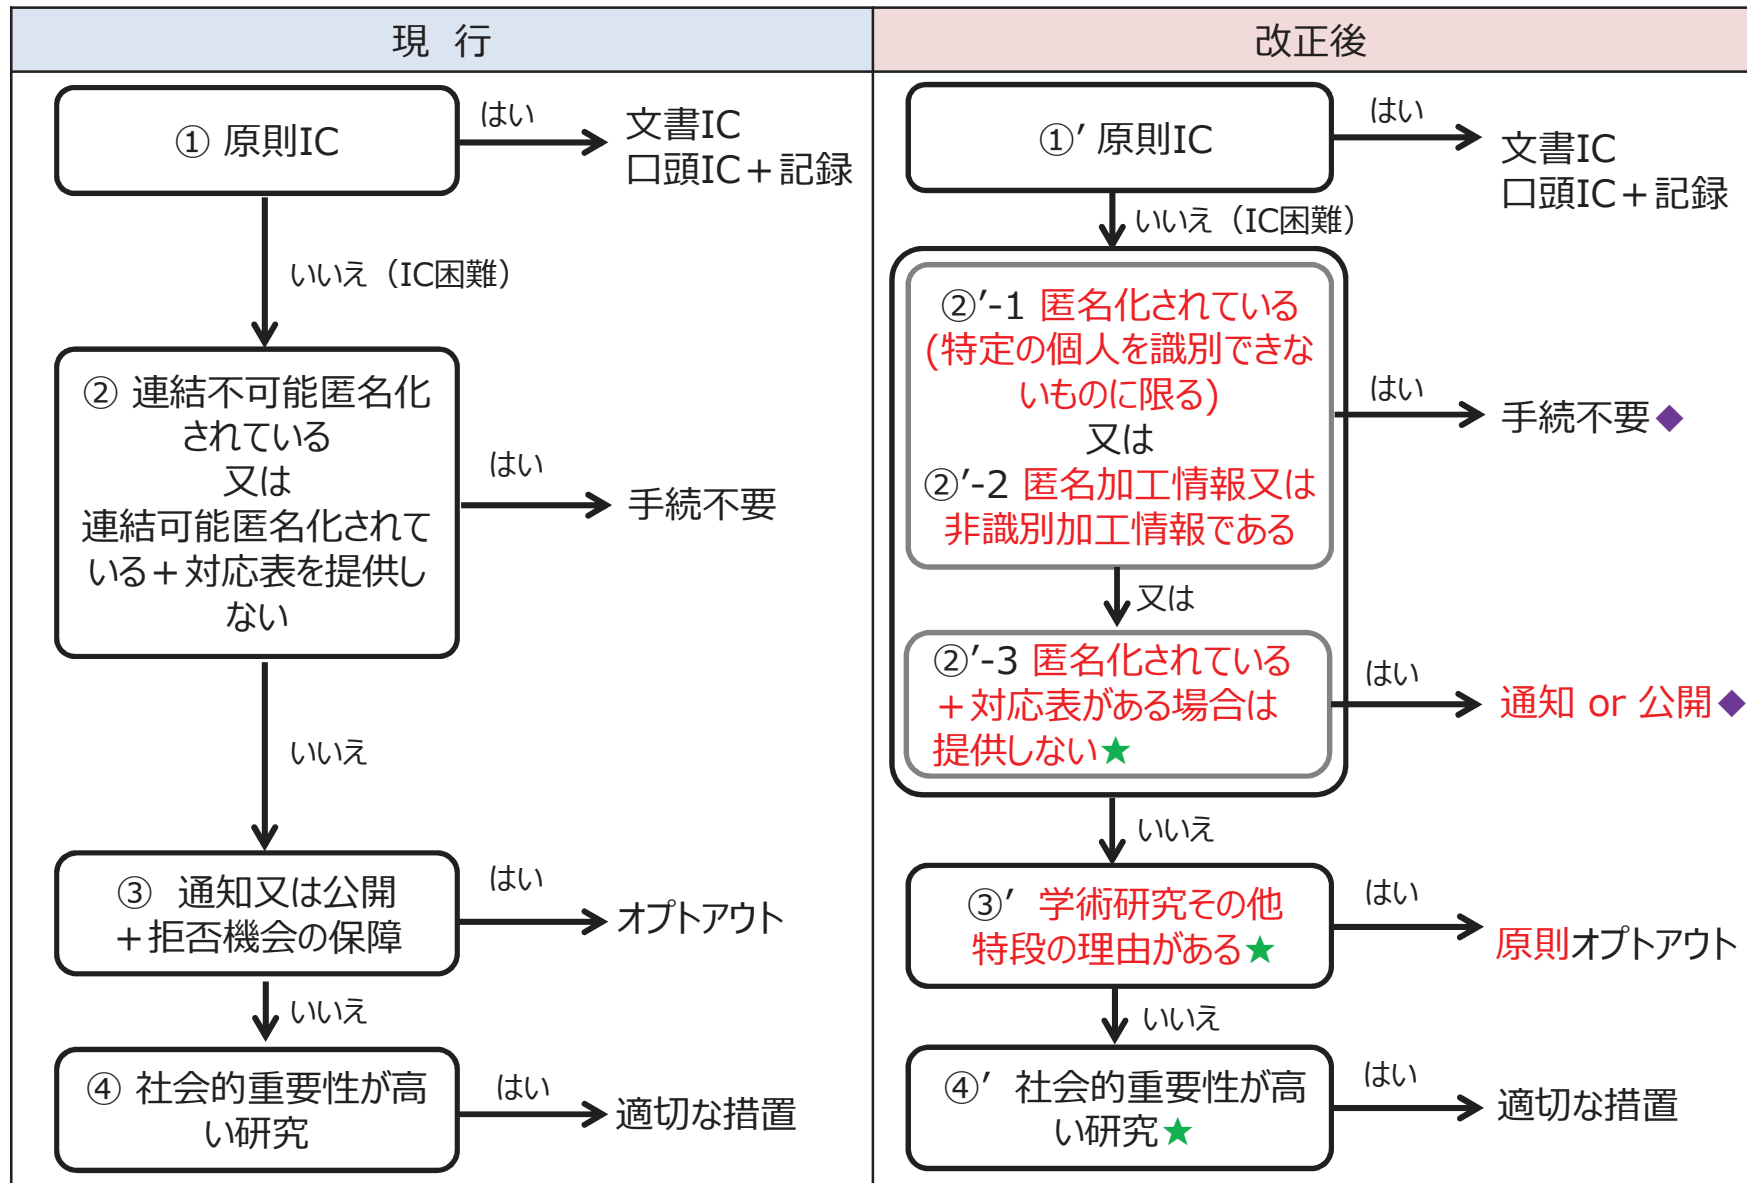 現 行
① 原則IC
はい
文書IC
口頭IC＋記録
いいえ（IC困難）
② 連結不可能匿名化
されている
又は
連結可能匿名化されて
いる＋対応表を提供し
ない
はい
手続不要
いいえ
③ 通知又は公開
＋拒否機会の保障
はい
オプトアウト
いいえ
④ 社会的重要性が高
い研究
はい
適切な措置
改正後
①′ 原則IC
はい
文書IC
口頭IC＋記録
いいえ（IC困難）
②′-1 匿名化されている
(特定の個人を識別できな
いものに限る)
又は
②′-2 匿名加工情報又は
非識別加工情報である
はい
手続不要◆
又は
②′-3 匿名化されている
＋対応表がある場合は
提供しない★
はい
通知 or 公開◆
いいえ
③′ 学術研究その他
特段の理由がある★
はい
原則オプトアウト
いいえ
④′ 社会的重要性が高
い研究★
はい
適切な措置